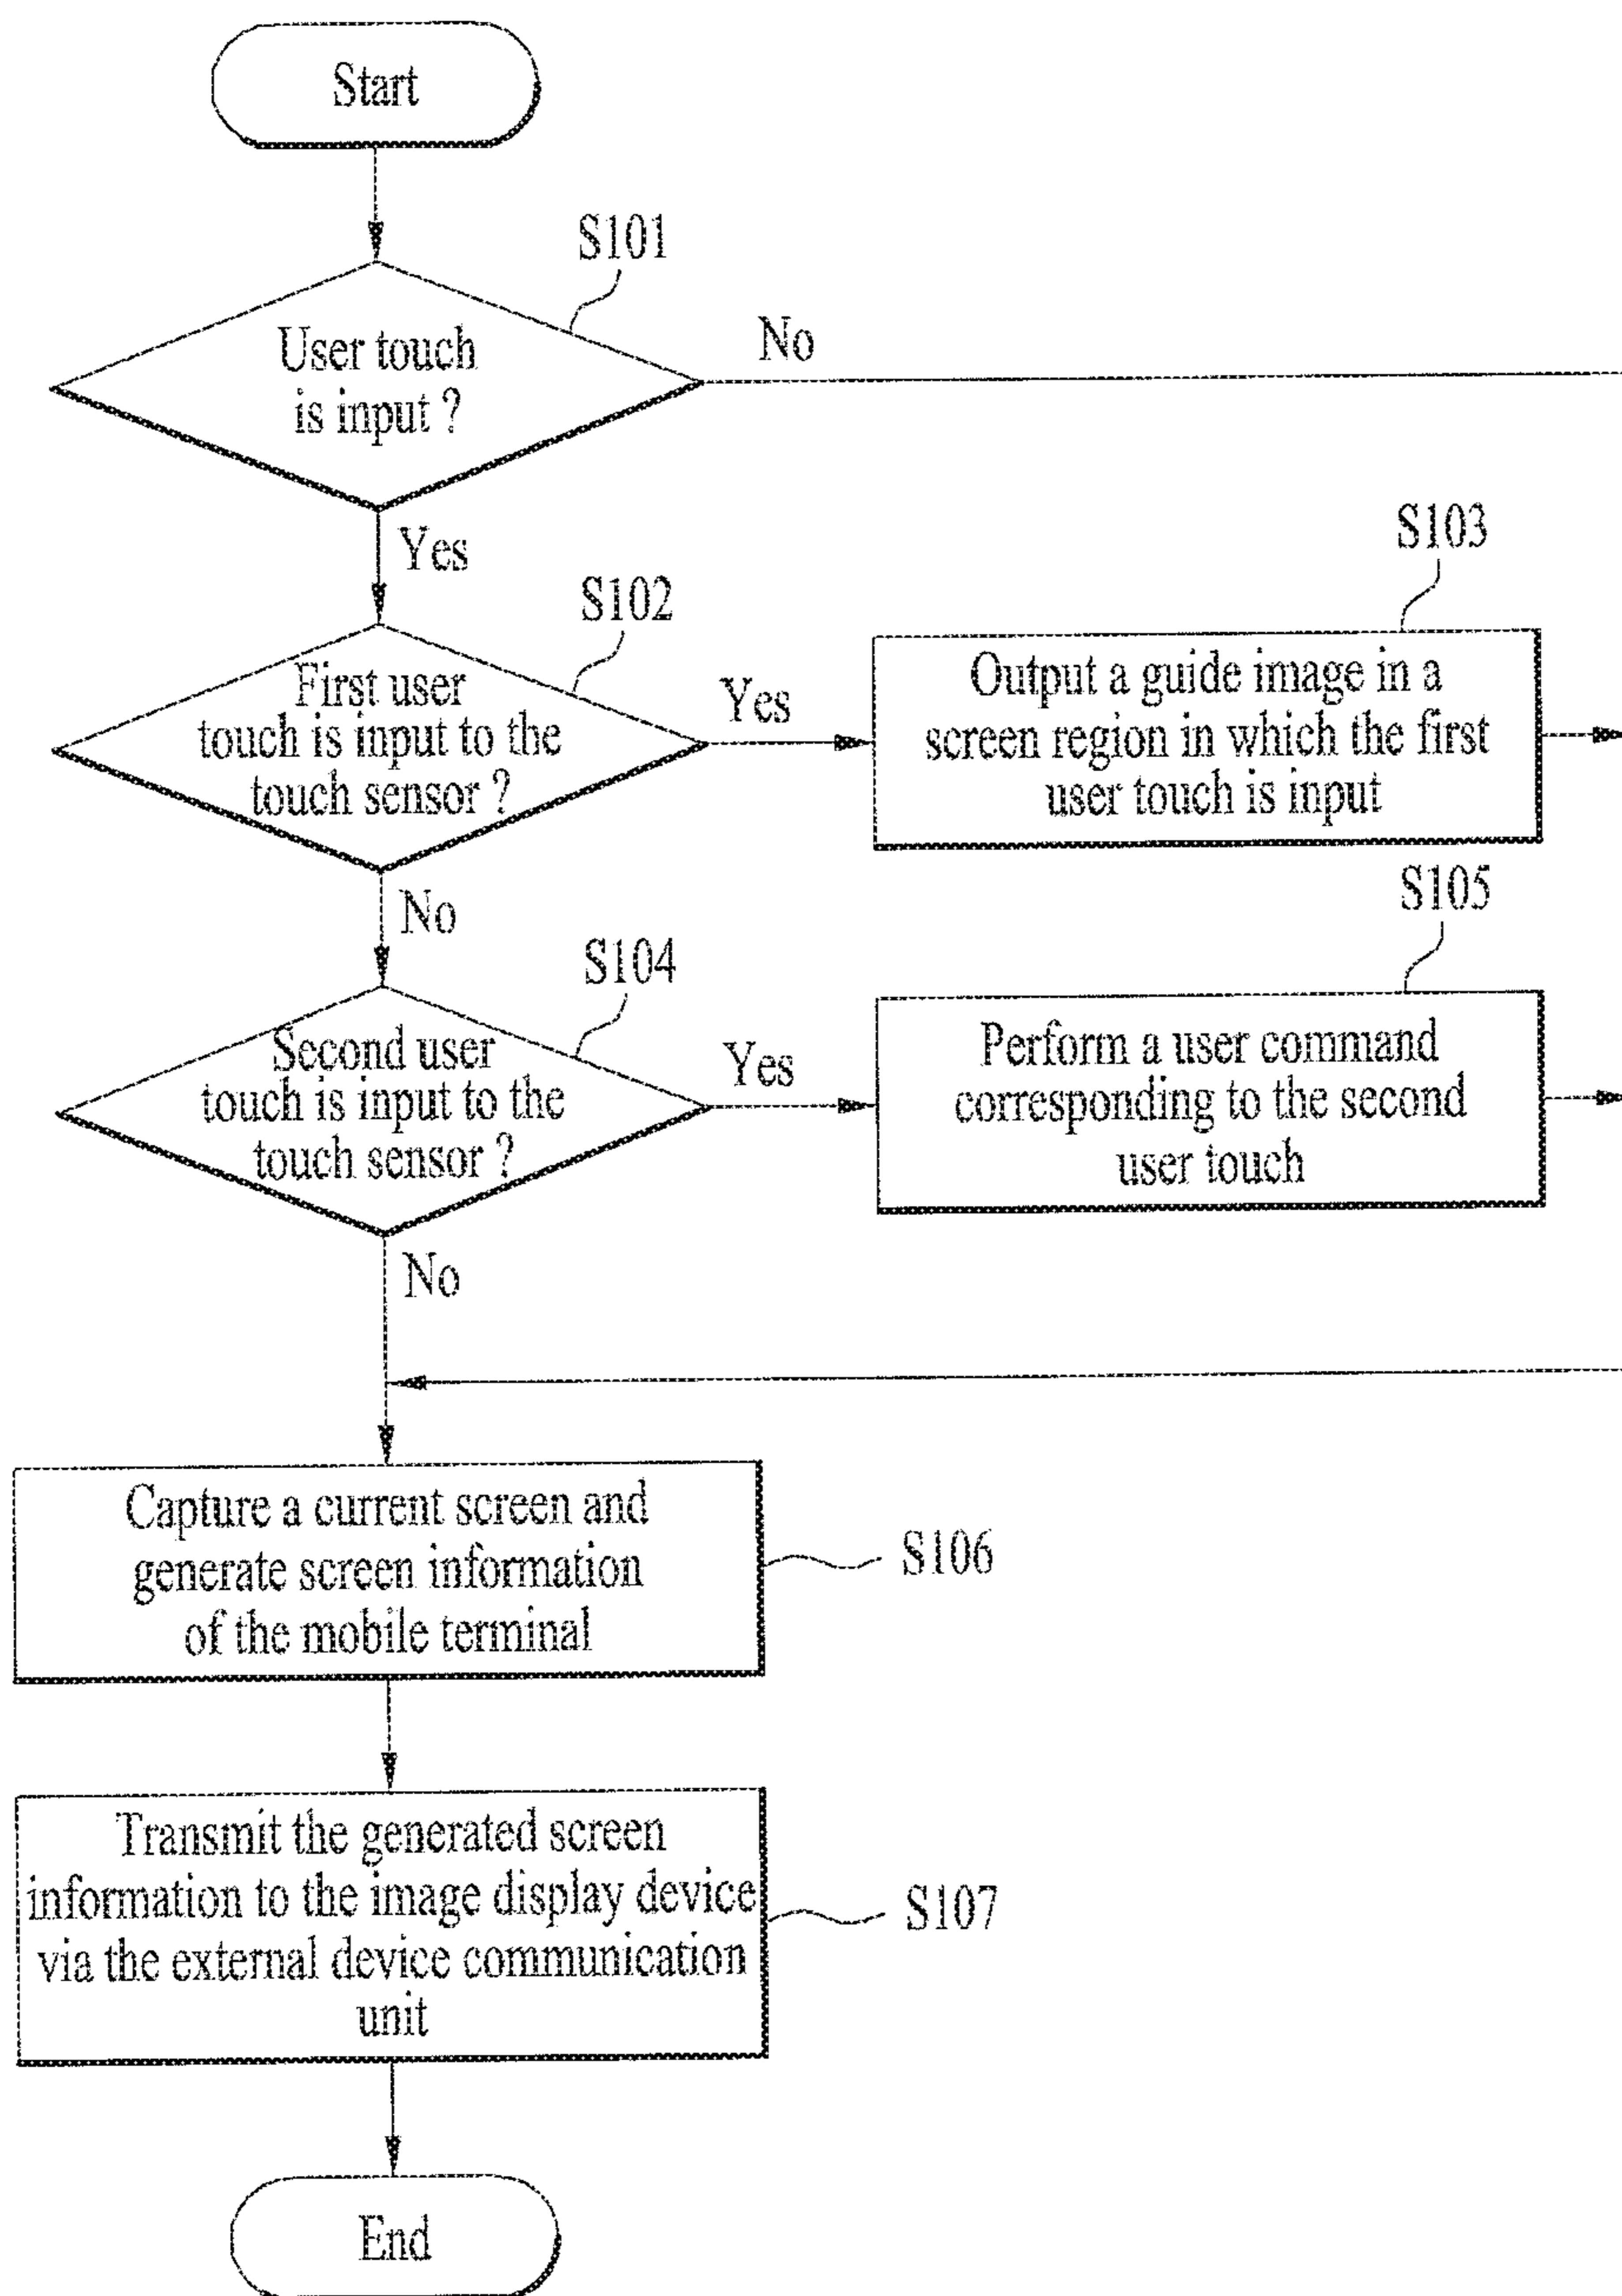 Start
S101
User touch
is input ?
No
Yes
S102
First user
touch is input to the
touch sensor ?
Yes
S103
Output a guide image in a
screen region in which the first
user touch is input
No
S104
Second user
touch is input to the
touch sensor ?
Yes
S105
Perform a user command
corresponding to the second
user touch
No
Capture a current screen and
generate screen information
of the mobile terminal
S106
Transmit the generated screen
information to the image display device
via the external device communication
unit
S107
End